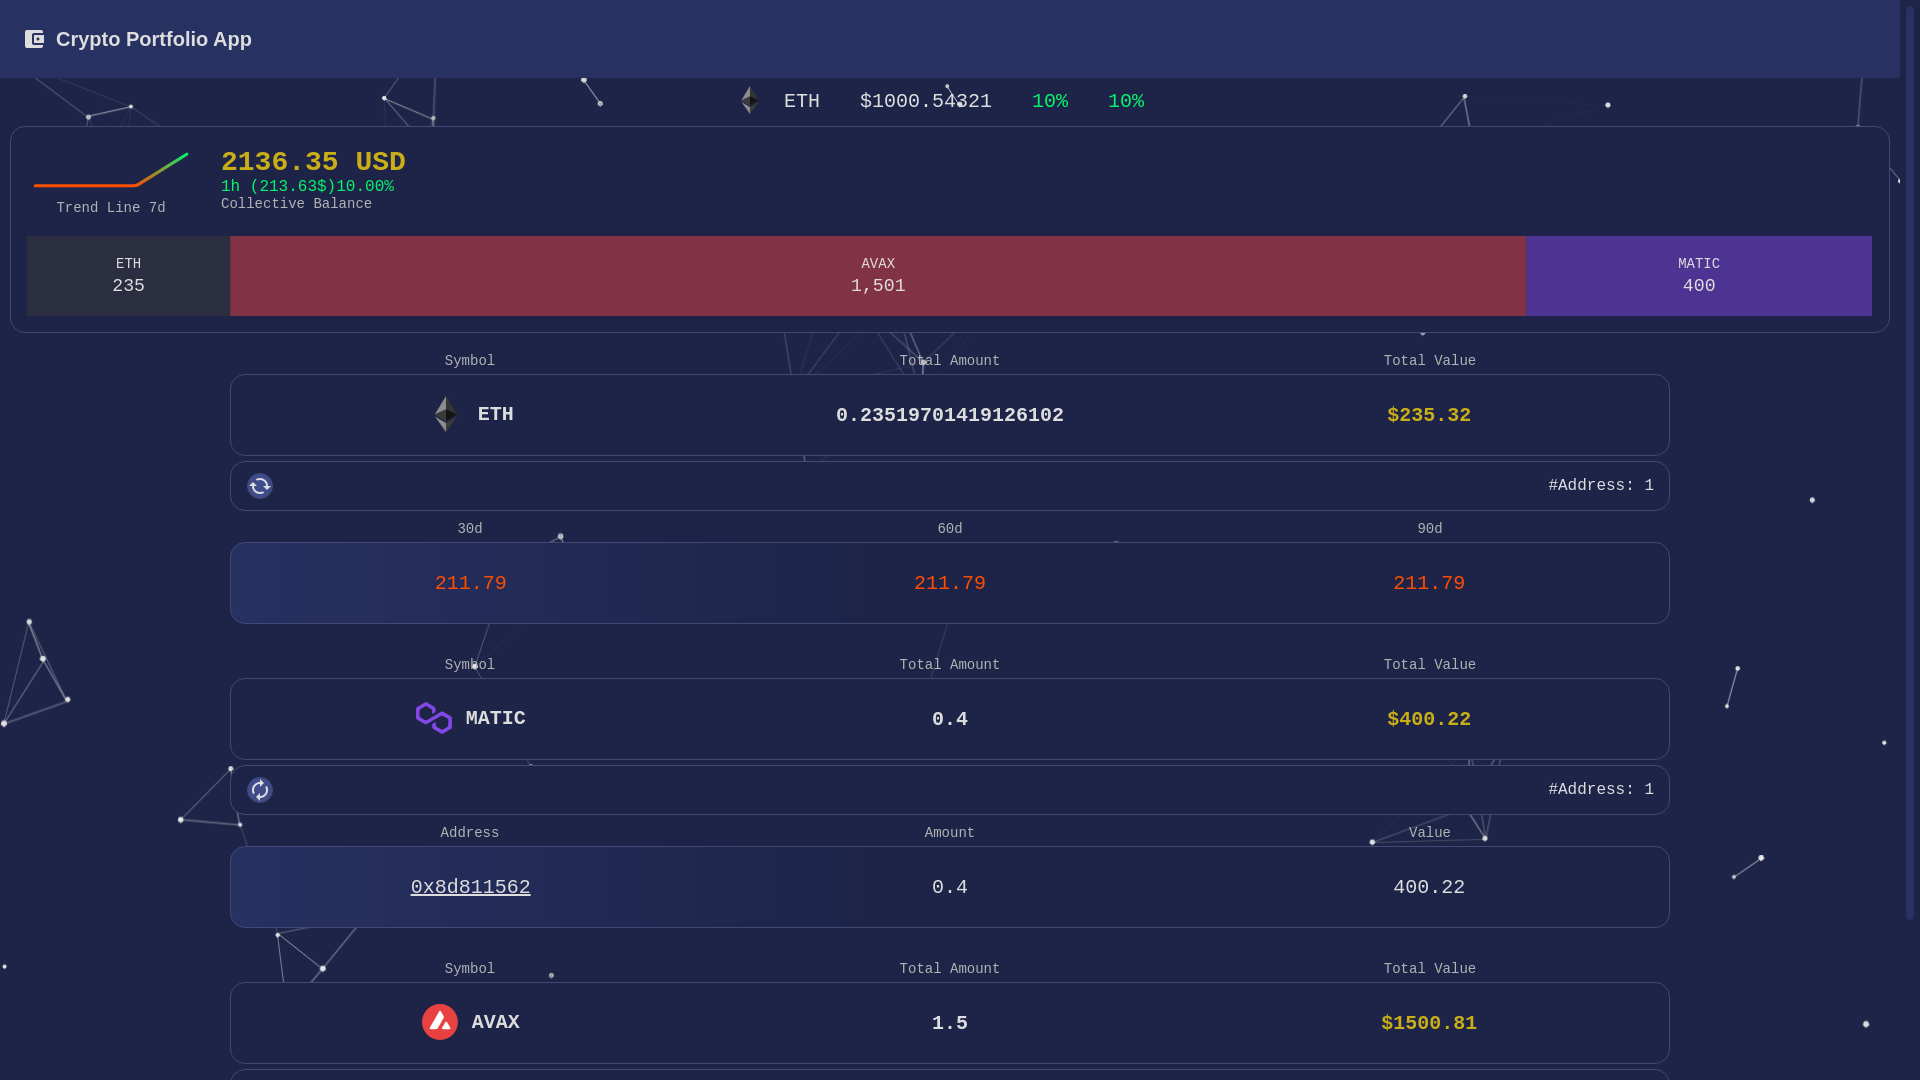 Crypto Portfolio App
ETH $1000.54321 10% 10%
2136.35 USD
1h (213.63$)10.00%
Collective Balance
Trend Line 7d
ETH AVAX MATIC
235 1,501 400
Symbol Total Amount Total Value
ETH 0.23519701419126102 $235.32
#Address: 1
30d 60d 90d
211.79 211.79 211.79
Symbol Total Amount Total Value
MATIC 0.4 $400.22
#Address: 1
Address Amount Value
0x8d811562 0.4 400.22
Symbol Total Amount Total Value
AVAX 1.5 $1500.81